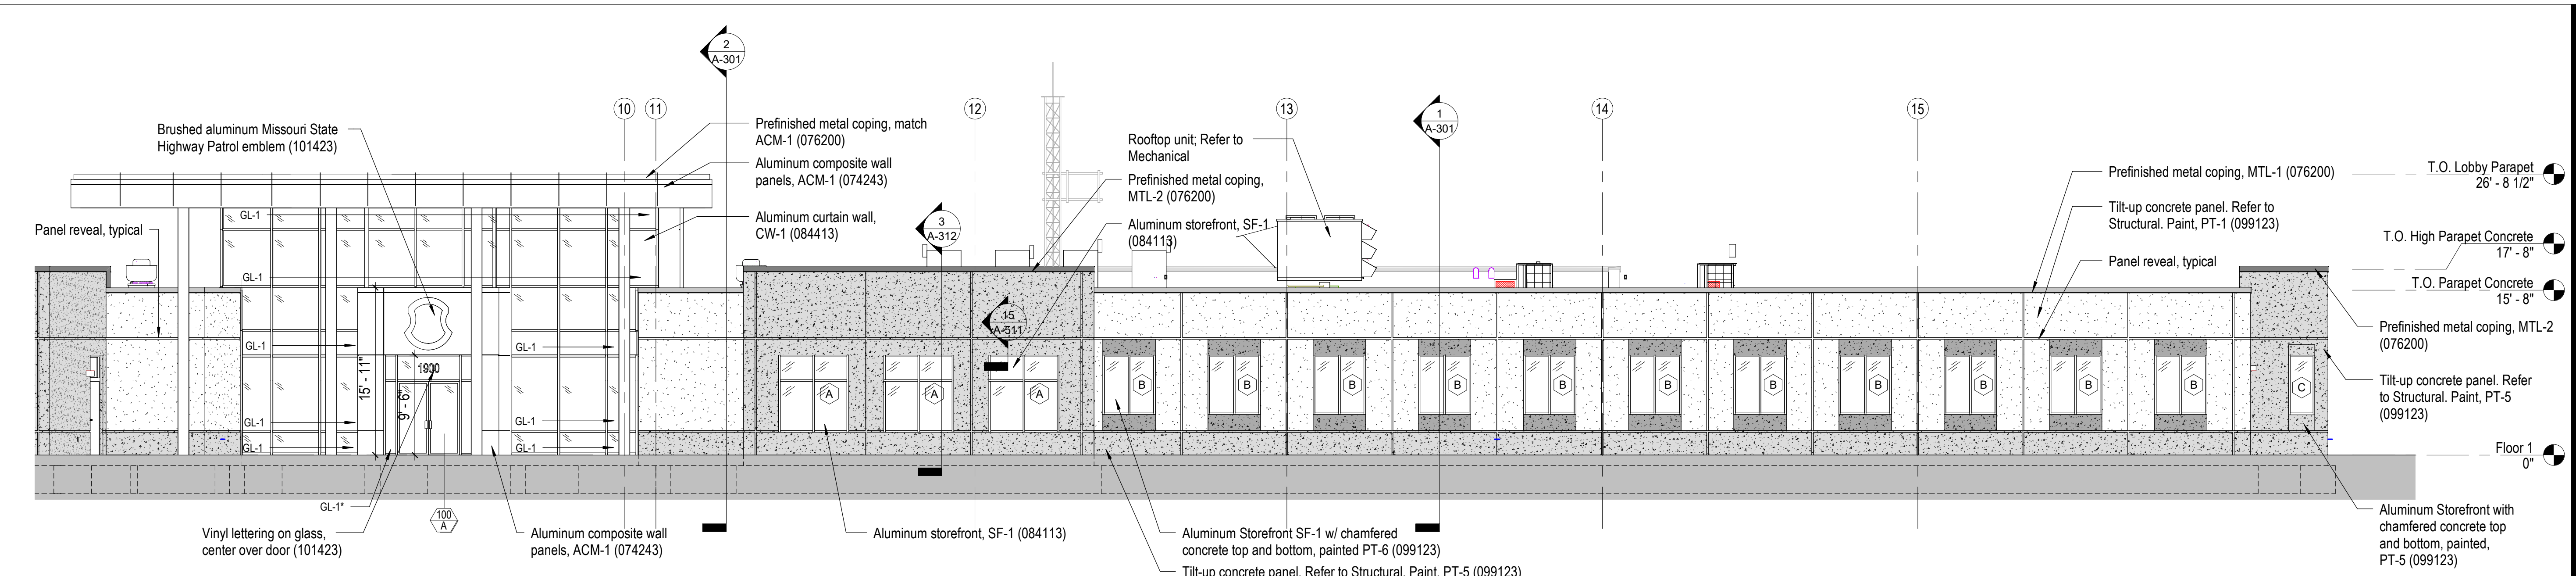 2
A-301
10
11
12
13
14
15
1
A-301
Brushed aluminum Missouri State
Highway Patrol emblem (101423)
Prefinished metal coping, match
ACM-1 (076200)
Aluminum composite wall
panels, ACM-1 (074243)
Aluminum curtain wall,
CW-1 (084413)
3
A-312
Rooftop unit; Refer to
Mechanical
Prefinished metal coping,
MTL-2 (076200)
Aluminum storefront, SF-1
(084113)
Prefinished metal coping, MTL-1 (076200)
Tilt-up concrete panel. Refer to
Structural. Paint, PT-1 (099123)
Panel reveal, typical
T.O. Lobby Parapet
26' - 8 1/2"
T.O. High Parapet Concrete
17' - 8"
T.O. Parapet Concrete
15' - 8"
Panel reveal, typical
GL-1
GL-1
GL-1
GL-1
GL-1
GL-1
GL-1
GL-1
15' - 11"
9' - 6"
1900
15
A-511
A
A
A
B
B
B
B
B
B
B
B
B
B
B
C
Prefinished metal coping, MTL-2
(076200)
Tilt-up concrete panel. Refer
to Structural. Paint, PT-5
(099123)
Floor 1
0"
GL-1*
100
A
Vinyl lettering on glass,
center over door (101423)
Aluminum composite wall
panels, ACM-1 (074243)
Aluminum storefront, SF-1 (084113)
Aluminum Storefront SF-1 w/ chamfered
concrete top and bottom, painted PT-6 (099123)
Tilt-up concrete panel. Refer to Structural. Paint, PT-5 (099123)
Aluminum Storefront with
chamfered concrete top
and bottom, painted,
PT-5 (099123)